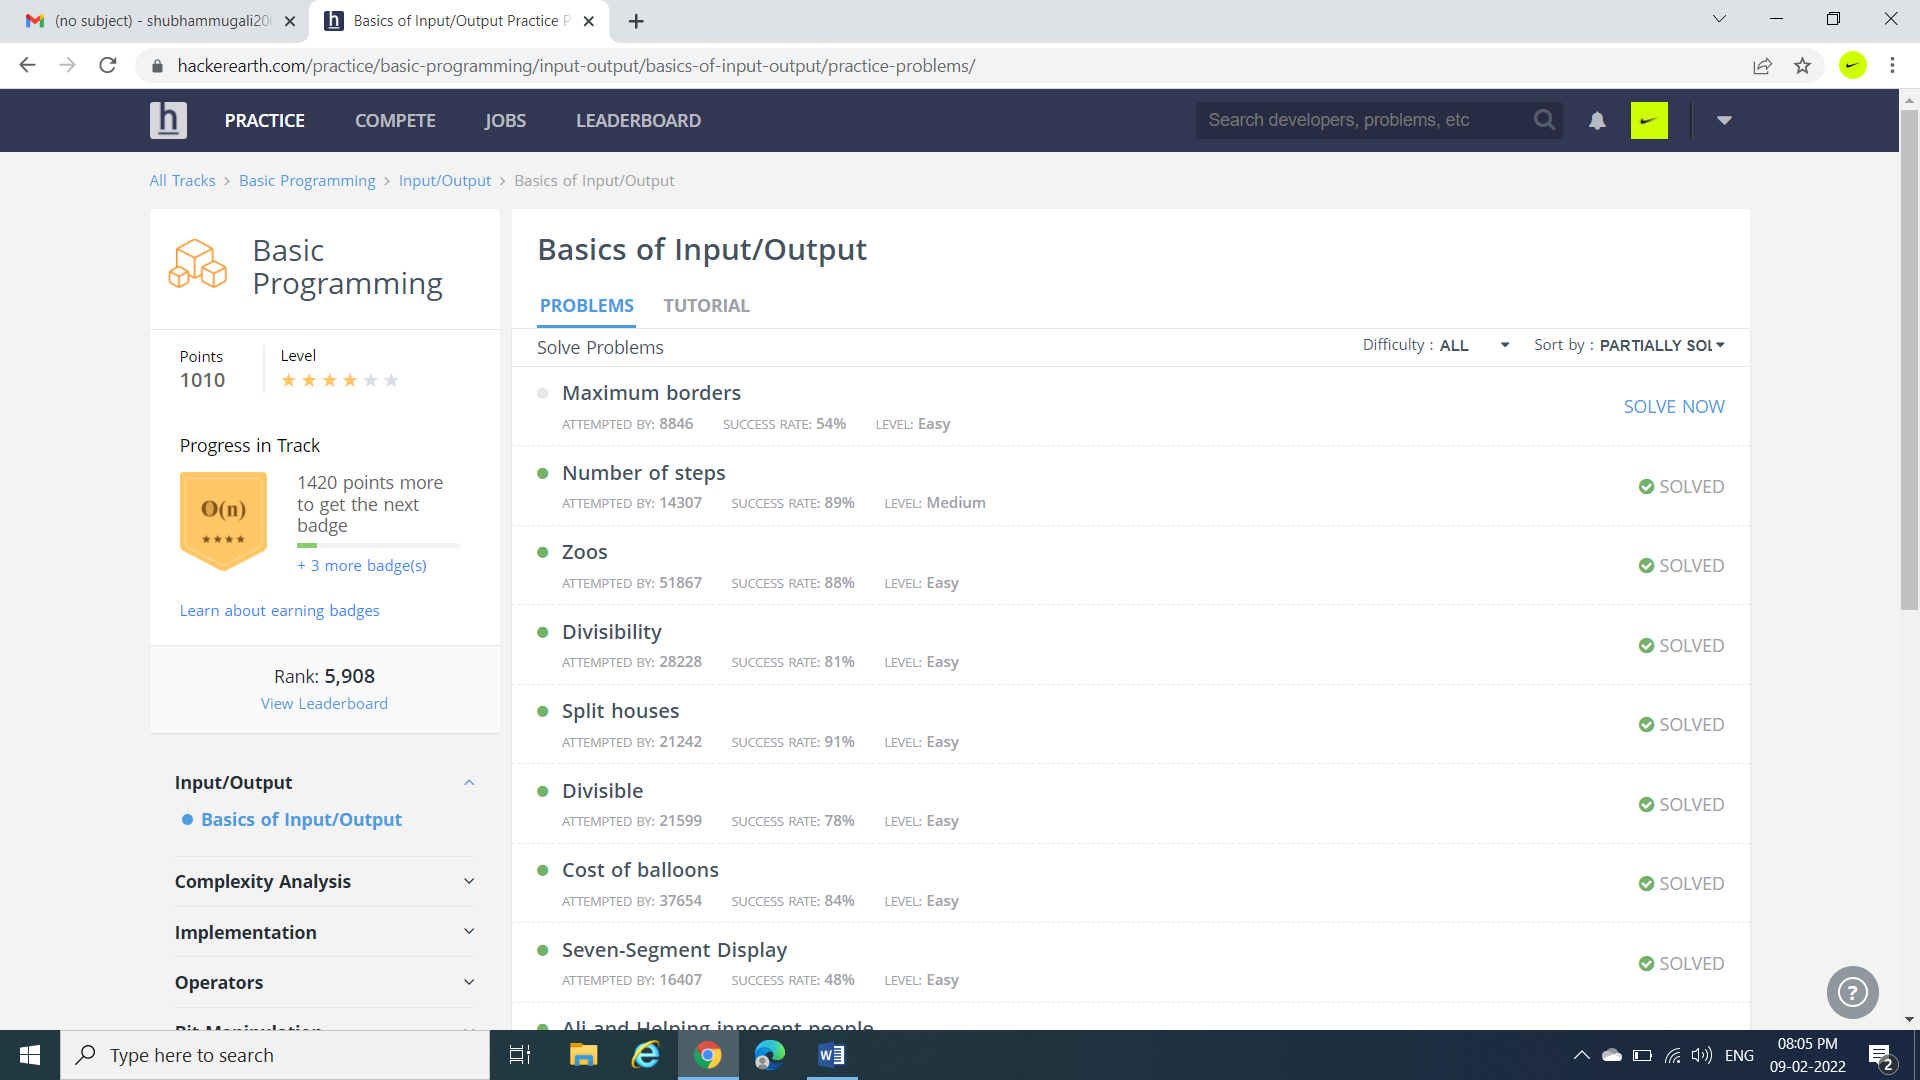 (no subject) - shubhammugali20
Basics of Input/Output Practice P
hackerearth.com/practice/basic-programming/input-output/basics-of-input-output/practice-problems/
h PRACTICE COMPETE JOBS LEADERBOARD Search developers, problems, etc
All Tracks > Basic Programming > Input/Output > Basics of Input/Output
Basic
Programming
Points
1010
Level
Progress in Track
O(n)
1420 points more
to get the next
badge
+ 3 more badge(s)
Learn about earning badges
Rank: 5,908
View Leaderboard
Input/Output
Basics of Input/Output
Complexity Analysis
Implementation
Operators
Bit Manipulation
Basics of Input/Output
PROBLEMS TUTORIAL
Solve Problems Difficulty : ALL Sort by : PARTIALLY SOL
Maximum borders
ATTEMPTED BY: 8846 SUCCESS RATE: 54% LEVEL: Easy
SOLVE NOW
Number of steps
ATTEMPTED BY: 14307 SUCCESS RATE: 89% LEVEL: Medium
SOLVED
Zoos
ATTEMPTED BY: 51867 SUCCESS RATE: 88% LEVEL: Easy
SOLVED
Divisibility
ATTEMPTED BY: 28228 SUCCESS RATE: 81% LEVEL: Easy
SOLVED
Split houses
ATTEMPTED BY: 21242 SUCCESS RATE: 91% LEVEL: Easy
SOLVED
Divisible
ATTEMPTED BY: 21599 SUCCESS RATE: 78% LEVEL: Easy
SOLVED
Cost of balloons
ATTEMPTED BY: 37654 SUCCESS RATE: 84% LEVEL: Easy
SOLVED
Seven-Segment Display
ATTEMPTED BY: 16407 SUCCESS RATE: 48% LEVEL: Easy
SOLVED
Ali and Helping innocent people
?
Type here to search
ENG
08:05 PM
09-02-2022
2